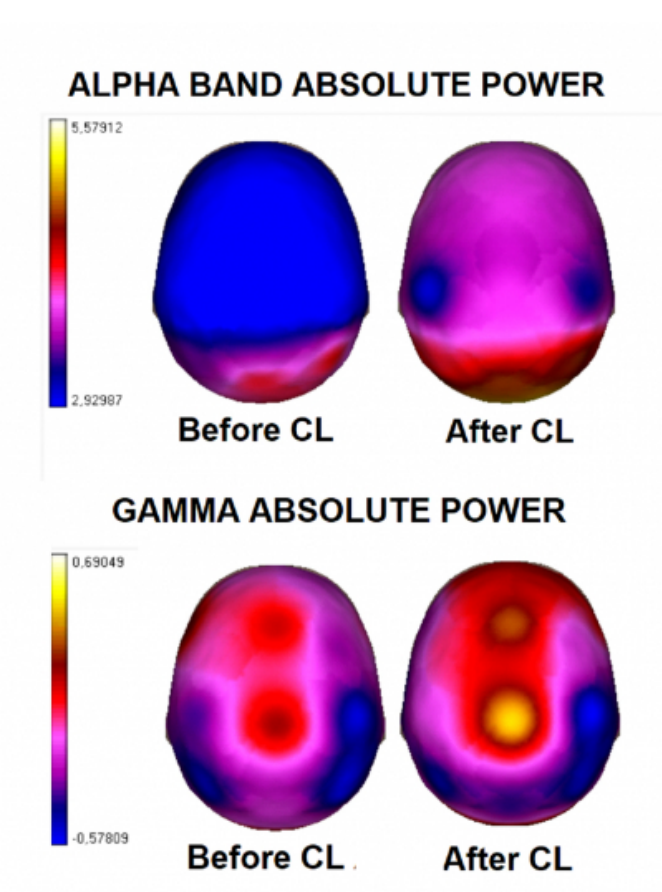 ALPHA BAND ABSOLUTE POWER
5,57912
2,92987
Before CL
After CL
GAMMA ABSOLUTE POWER
0,69049
-0,57809
Before CL .
After CL